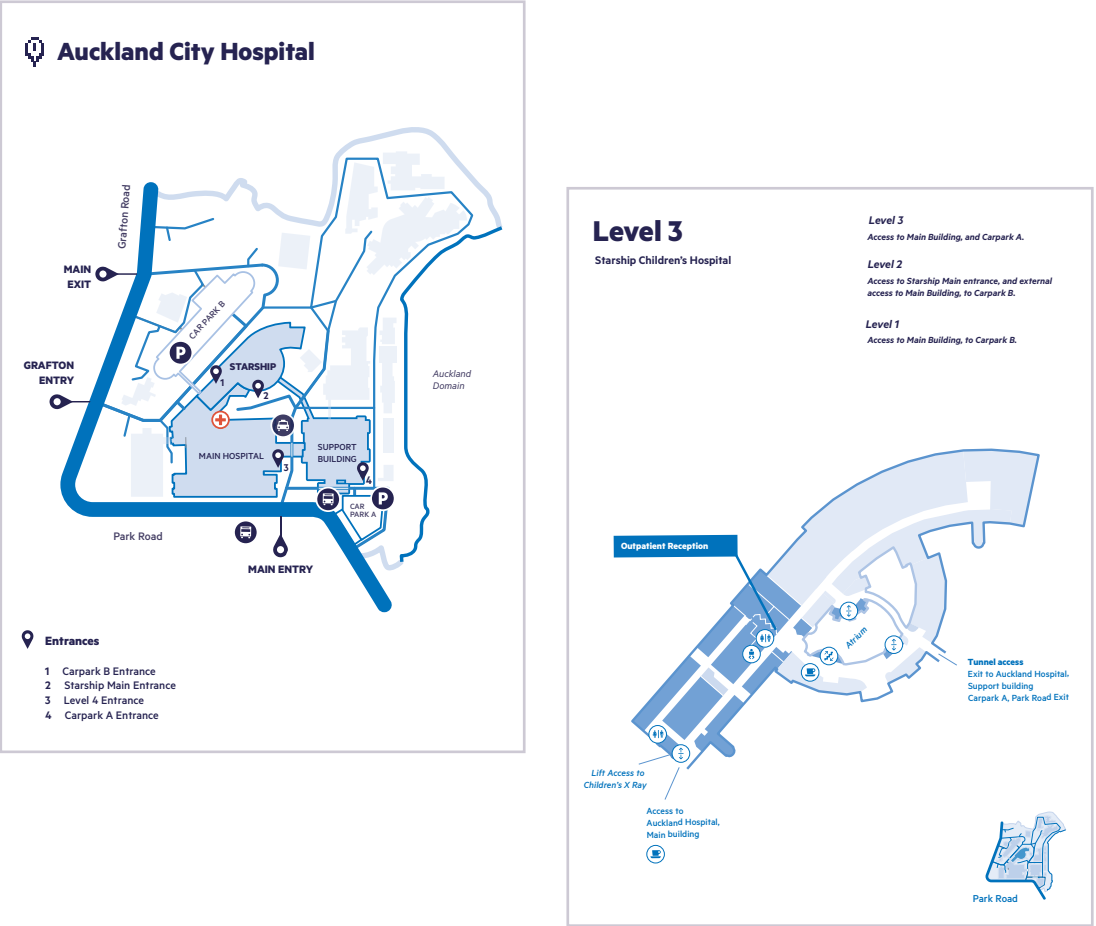 Auckland City Hospital
Grafton Road
MAIN
EXIT
CAR PARK B
P
GRAFTON
ENTRY
STARSHIP
1
2
Auckland
Domain
MAIN HOSPITAL
3
SUPPORT
BUILDING
4
P
CAR
PARK A
Park Road
MAIN ENTRY
Entrances
1 Carpark B Entrance
2 Starship Main Entrance
3 Level 4 Entrance
4 Carpark A Entrance
Level 3
Starship Children's Hospital
Level 3
Access to Main Building, and Carpark A.
Level 2
Access to Starship Main entrance, and external
access to Main Building, to Carpark B.
Level 1
Access to Main Building, to Carpark B.
Outpatient Reception
Atrium
Tunnel access
Exit to Auckland Hospital,
Support building
Carpark A, Park Road Exit
Lift Access to
Children's X Ray
Access to
Auckland Hospital,
Main building
Park Road